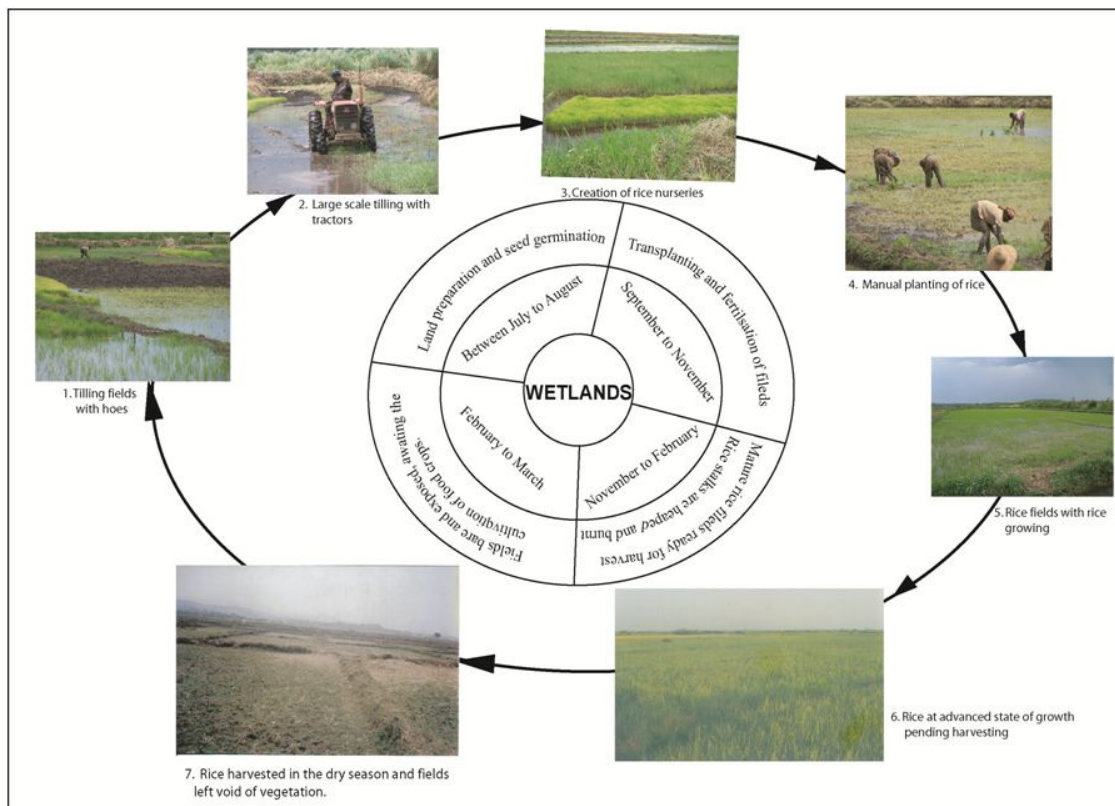 1. Tilling fields
with hoes
2. Large scale tilling with
tractors
3. Creation of rice nurseries
4. Manual planting of rice
5. Rice fields with rice
growing
6. Rice at advanced state of growth
pending harvesting
7. Rice harvested in the dry season and fields
left void of vegetation.
Land preparation and seed germination
Between July to August
Transplanting and fertilsation of fileds
September to November
Mature rice fileds ready for harvest
Rice stalks are heaped and burnt
November to February
Fields bare and exposed, awaiting the
cultivation of food crops.
February to March
WETLANDS